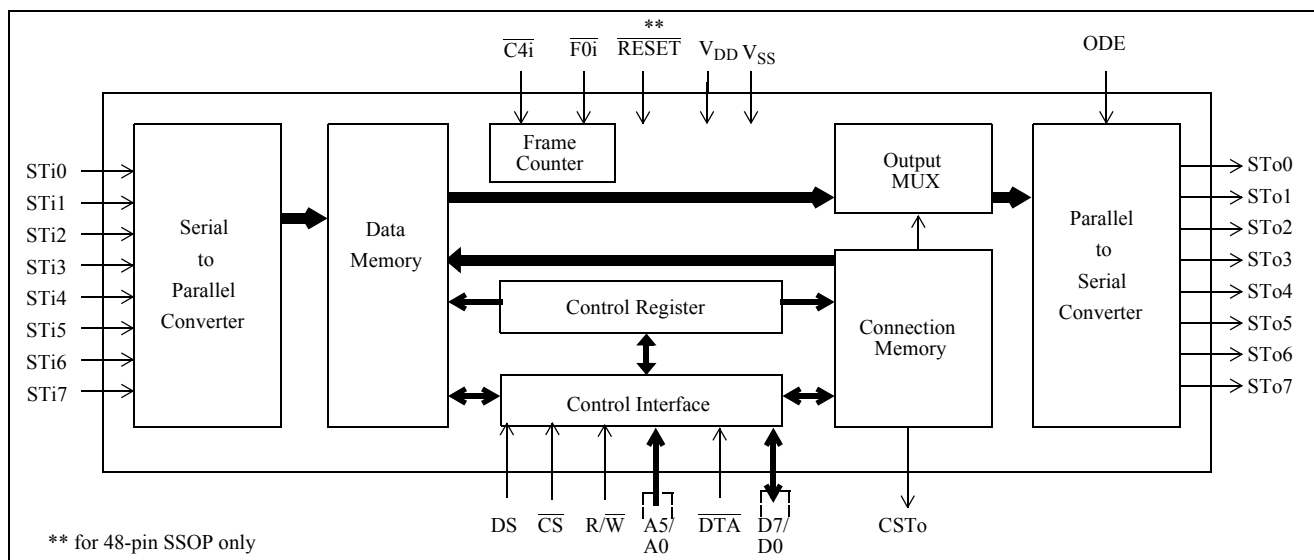 **
C4i F0i RESET VDD VSS ODE
Frame
Counter
Output
MUX
STi0
STi1
STi2
STi3
STi4
STi5
STi6
STi7
Serial
to
Parallel
Converter
Data
Memory
Control Register
Connection
Memory
Control Interface
Parallel
to
Serial
Converter
STo0
STo1
STo2
STo3
STo4
STo5
STo6
STo7
DS CS R/W A5/ DTA D7/ CSTo
A0 D0
** for 48-pin SSOP only